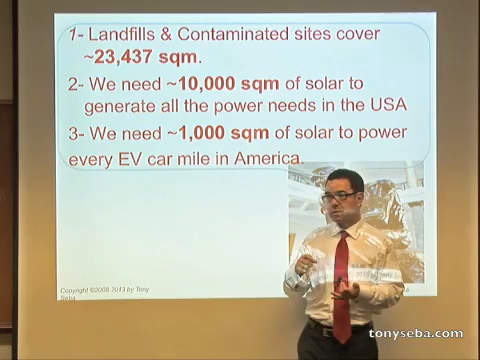 1- Landfills & Contaminated sites cover
~23,437 sqm.
2- We need ~10,000 sqm of solar to
generate all the power needs in the USA
3- We need ~1,000 sqm of solar to power
every EV car mile in America.
Copyright ©2008-2013 by Tony
Seba
tonyseba.com